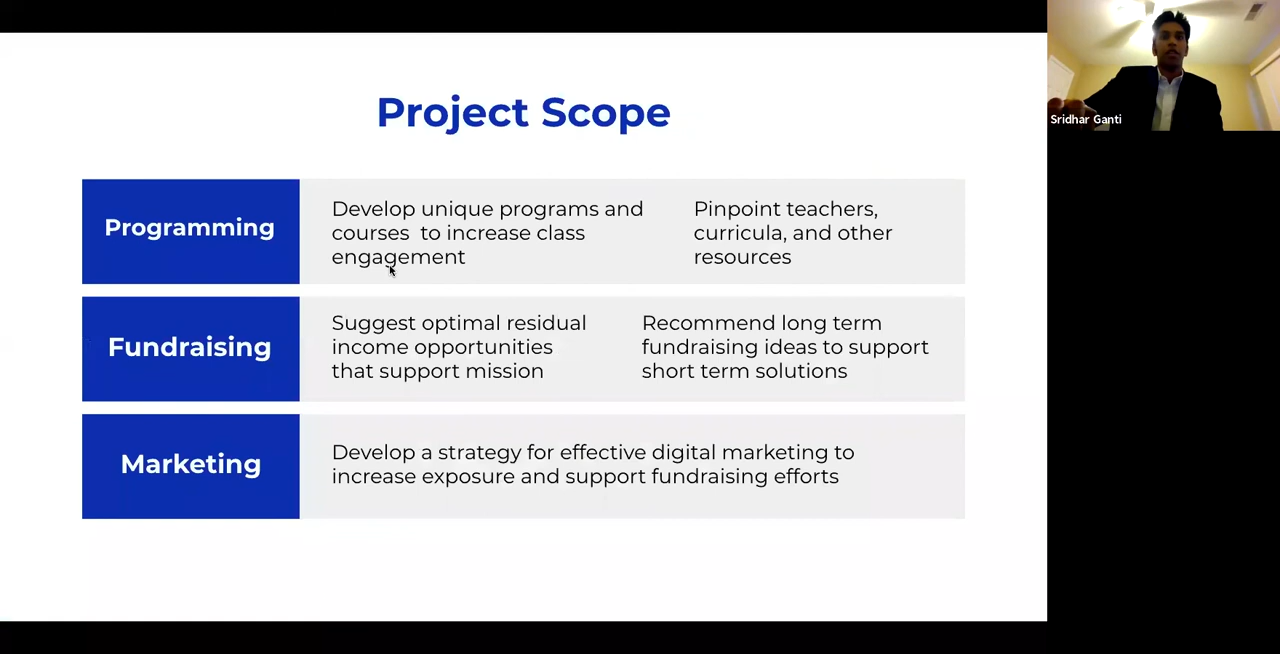 Project Scope
Sridhar Ganti
Programming
Develop unique programs and
courses  to increase class
engagement
Pinpoint teachers,
curricula, and other
resources
Fundraising
Suggest optimal residual
income opportunities
that support mission
Recommend long term
fundraising ideas to support
short term solutions
Marketing
Develop a strategy for effective digital marketing to
increase exposure and support fundraising efforts